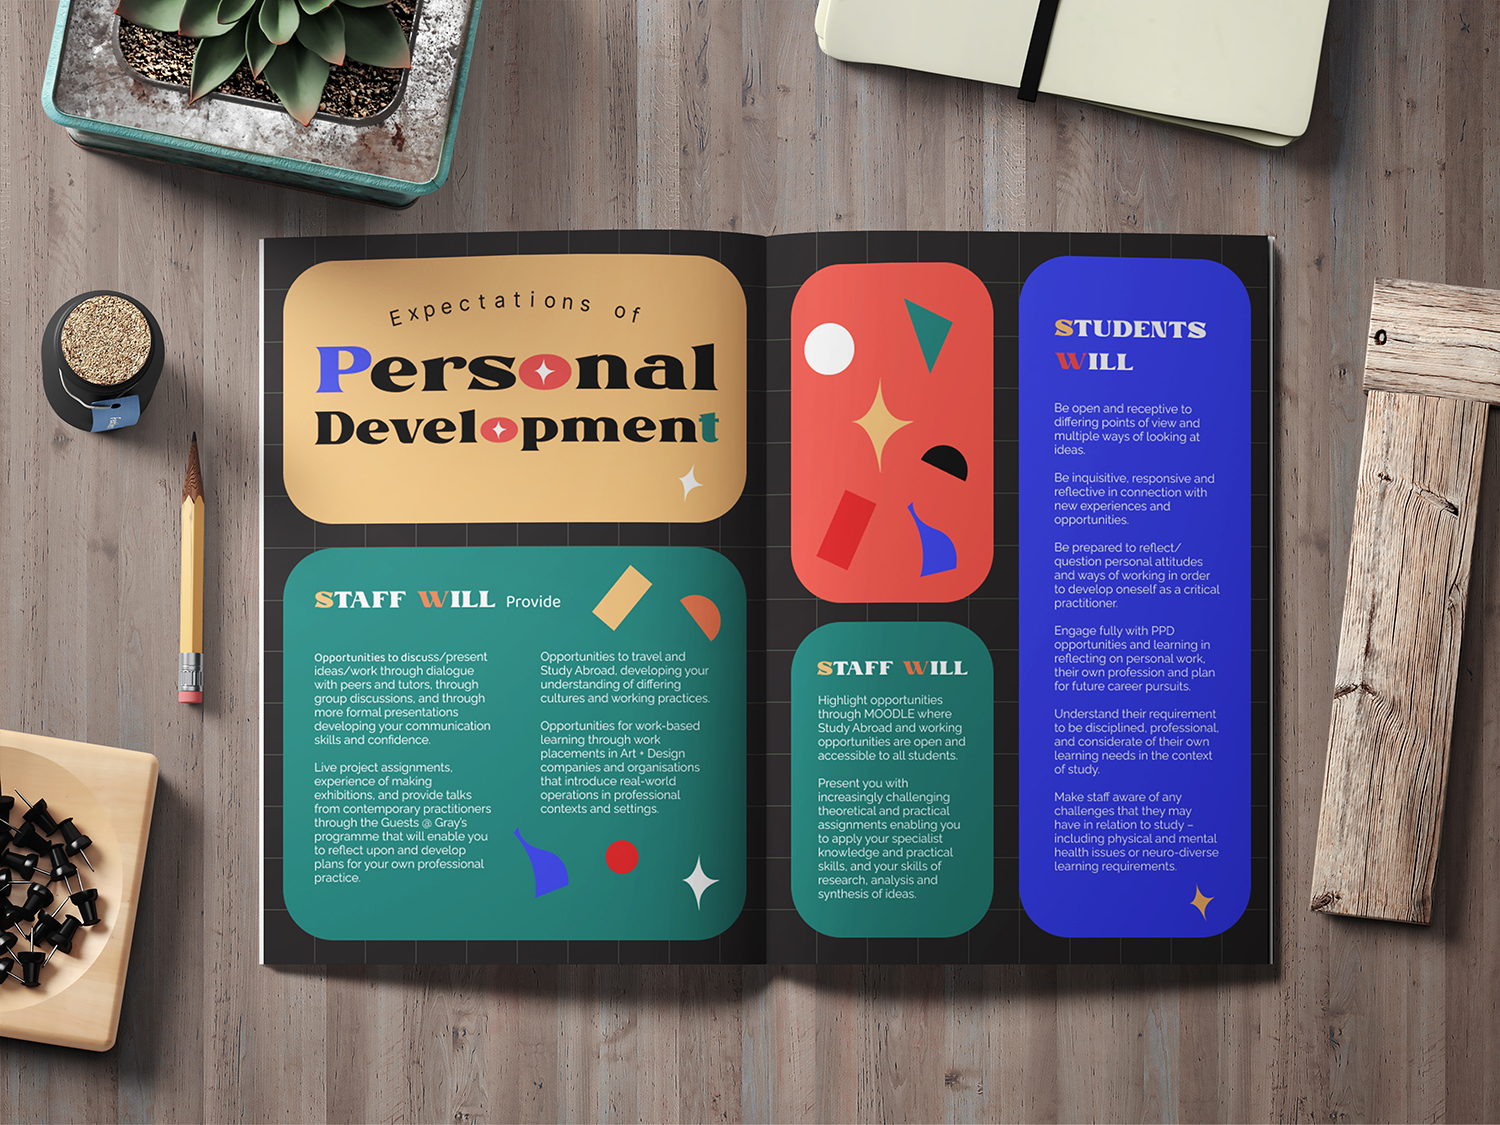 Expectations of
Personal
Development
STAFF WILL Provide
Opportunities to discuss/present
ideas/work through dialogue
with peers and tutors, through
group discussions, and through
more formal presentations
developing your communication
skills and confidence.
Live project assignments,
experience of making
exhibitions, and provide talks
from contemporary practitioners
through the Guests @ Gray's
programme that will enable you
to reflect upon and develop
plans for your own professional
practice.
Opportunities to travel and
Study Abroad, developing your
understanding of differing
cultures and working practices.
Opportunities for work-based
learning through work
placements in Art + Design
companies and organisations
that introduce real-world
operations in professional
contexts and settings.
STAFF WILL
Highlight opportunities
through MOODLE where
Study Abroad and working
opportunities are open and
accessible to all students.
Present you with
increasingly challenging
theoretical and practical
assignments enabling you
to apply your specialist
knowledge and practical
skills, and your skills of
research, analysis and
synthesis of ideas.
STUDENTS
WILL
Be open and receptive to
differing points of view and
multiple ways of looking at
ideas.
Be inquisitive, responsive and
reflective in connection with
new experiences and
opportunities.
Be prepared to reflect/
question personal attitudes
and ways of working in order
to develop oneself as a critical
practitioner.
Engage fully with PPD
opportunities and learning in
reflecting on personal work,
their own profession and plan
for future career pursuits.
Understand their requirement
to be disciplined, professional,
and considerate of their own
learning needs in the context
of study.
Make staff aware of any
challenges that they may
have in relation to study –
including physical and mental
health issues or neuro-diverse
learning requirements.